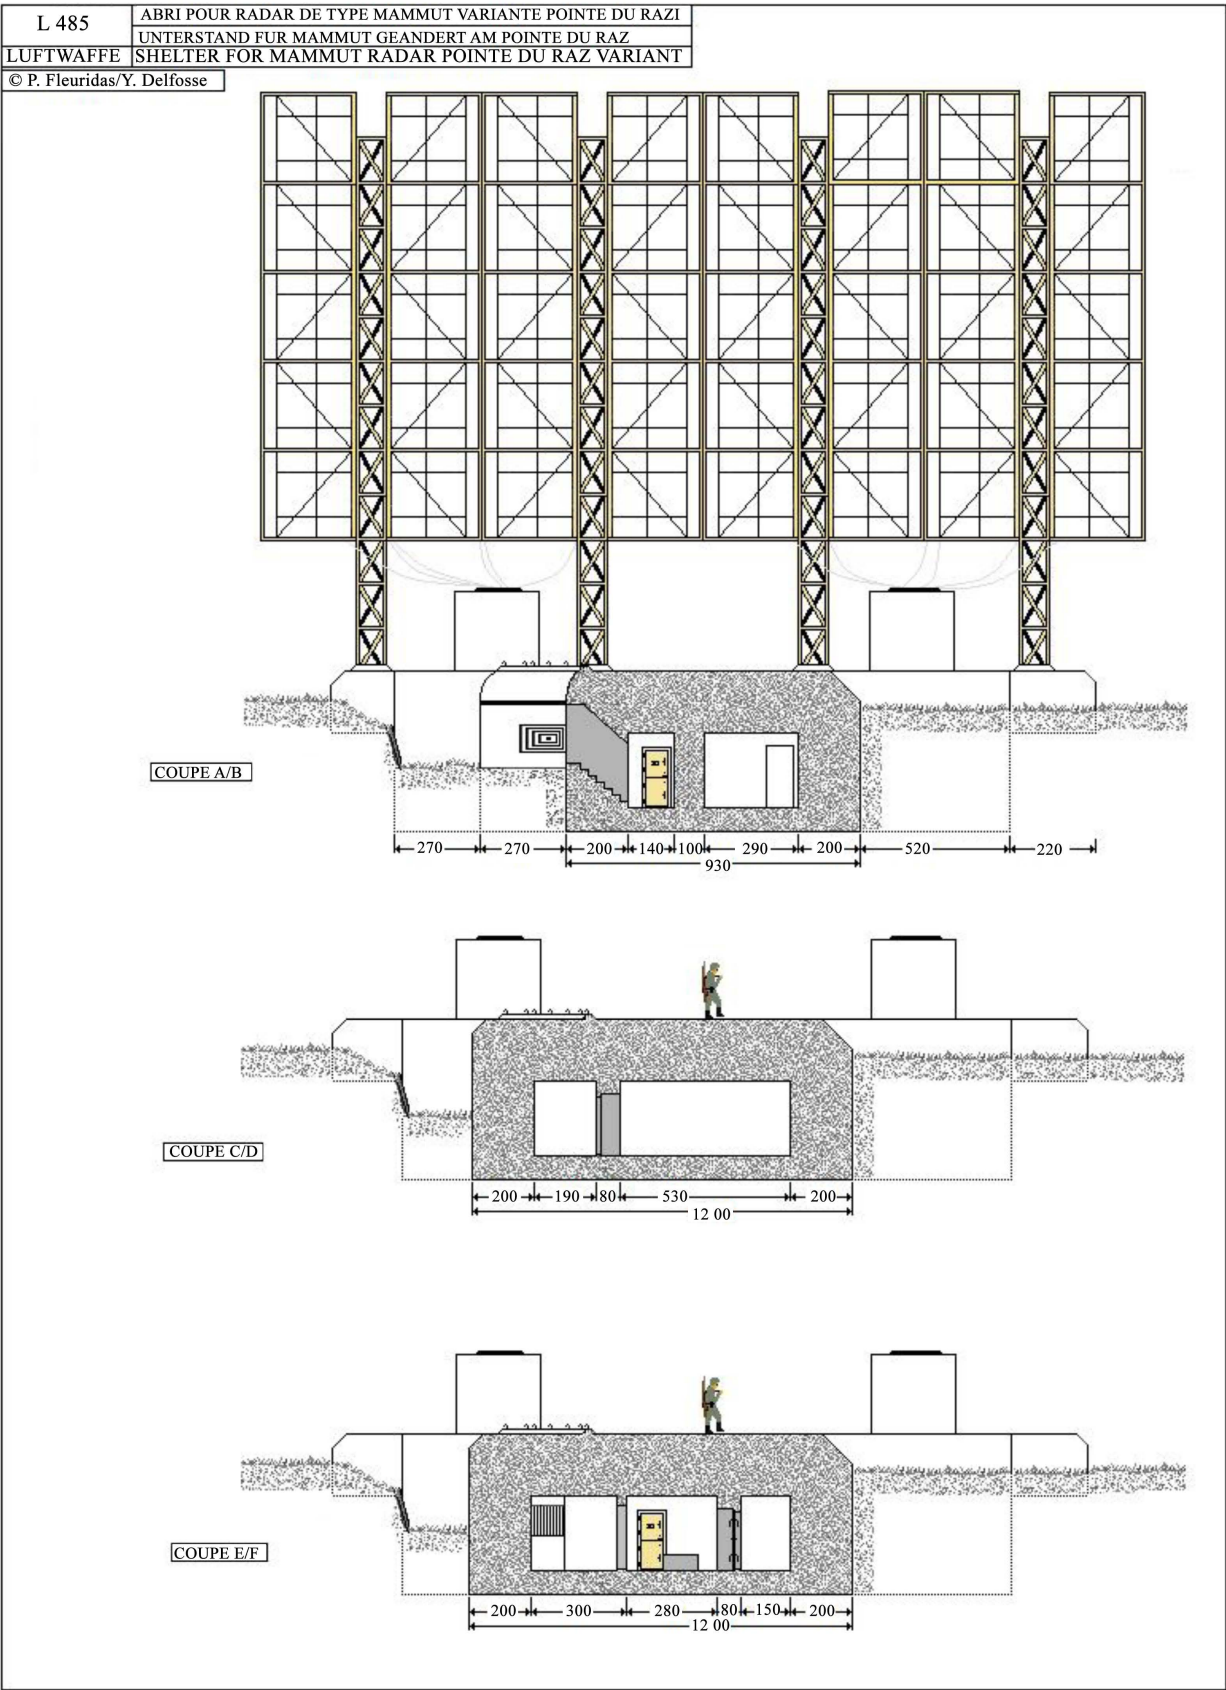 L 485
ABRI POUR RADAR DE TYPE MAMMUT VARIANTE POINTE DU RAZI
UNTERSTAND FUR MAMMUT GEANDERT AM POINTE DU RAZ
LUFTWAFFE SHELTER FOR MAMMUT RADAR POINTE DU RAZ VARIANT
© P. Fleuridas/Y. Delfosse
COUPE A/B
270 270 200 140 100 290 200 520 220
930
COUPE C/D
200 190 80 530 200
12 00
COUPE E/F
200 300 280 80 150 200
12 00